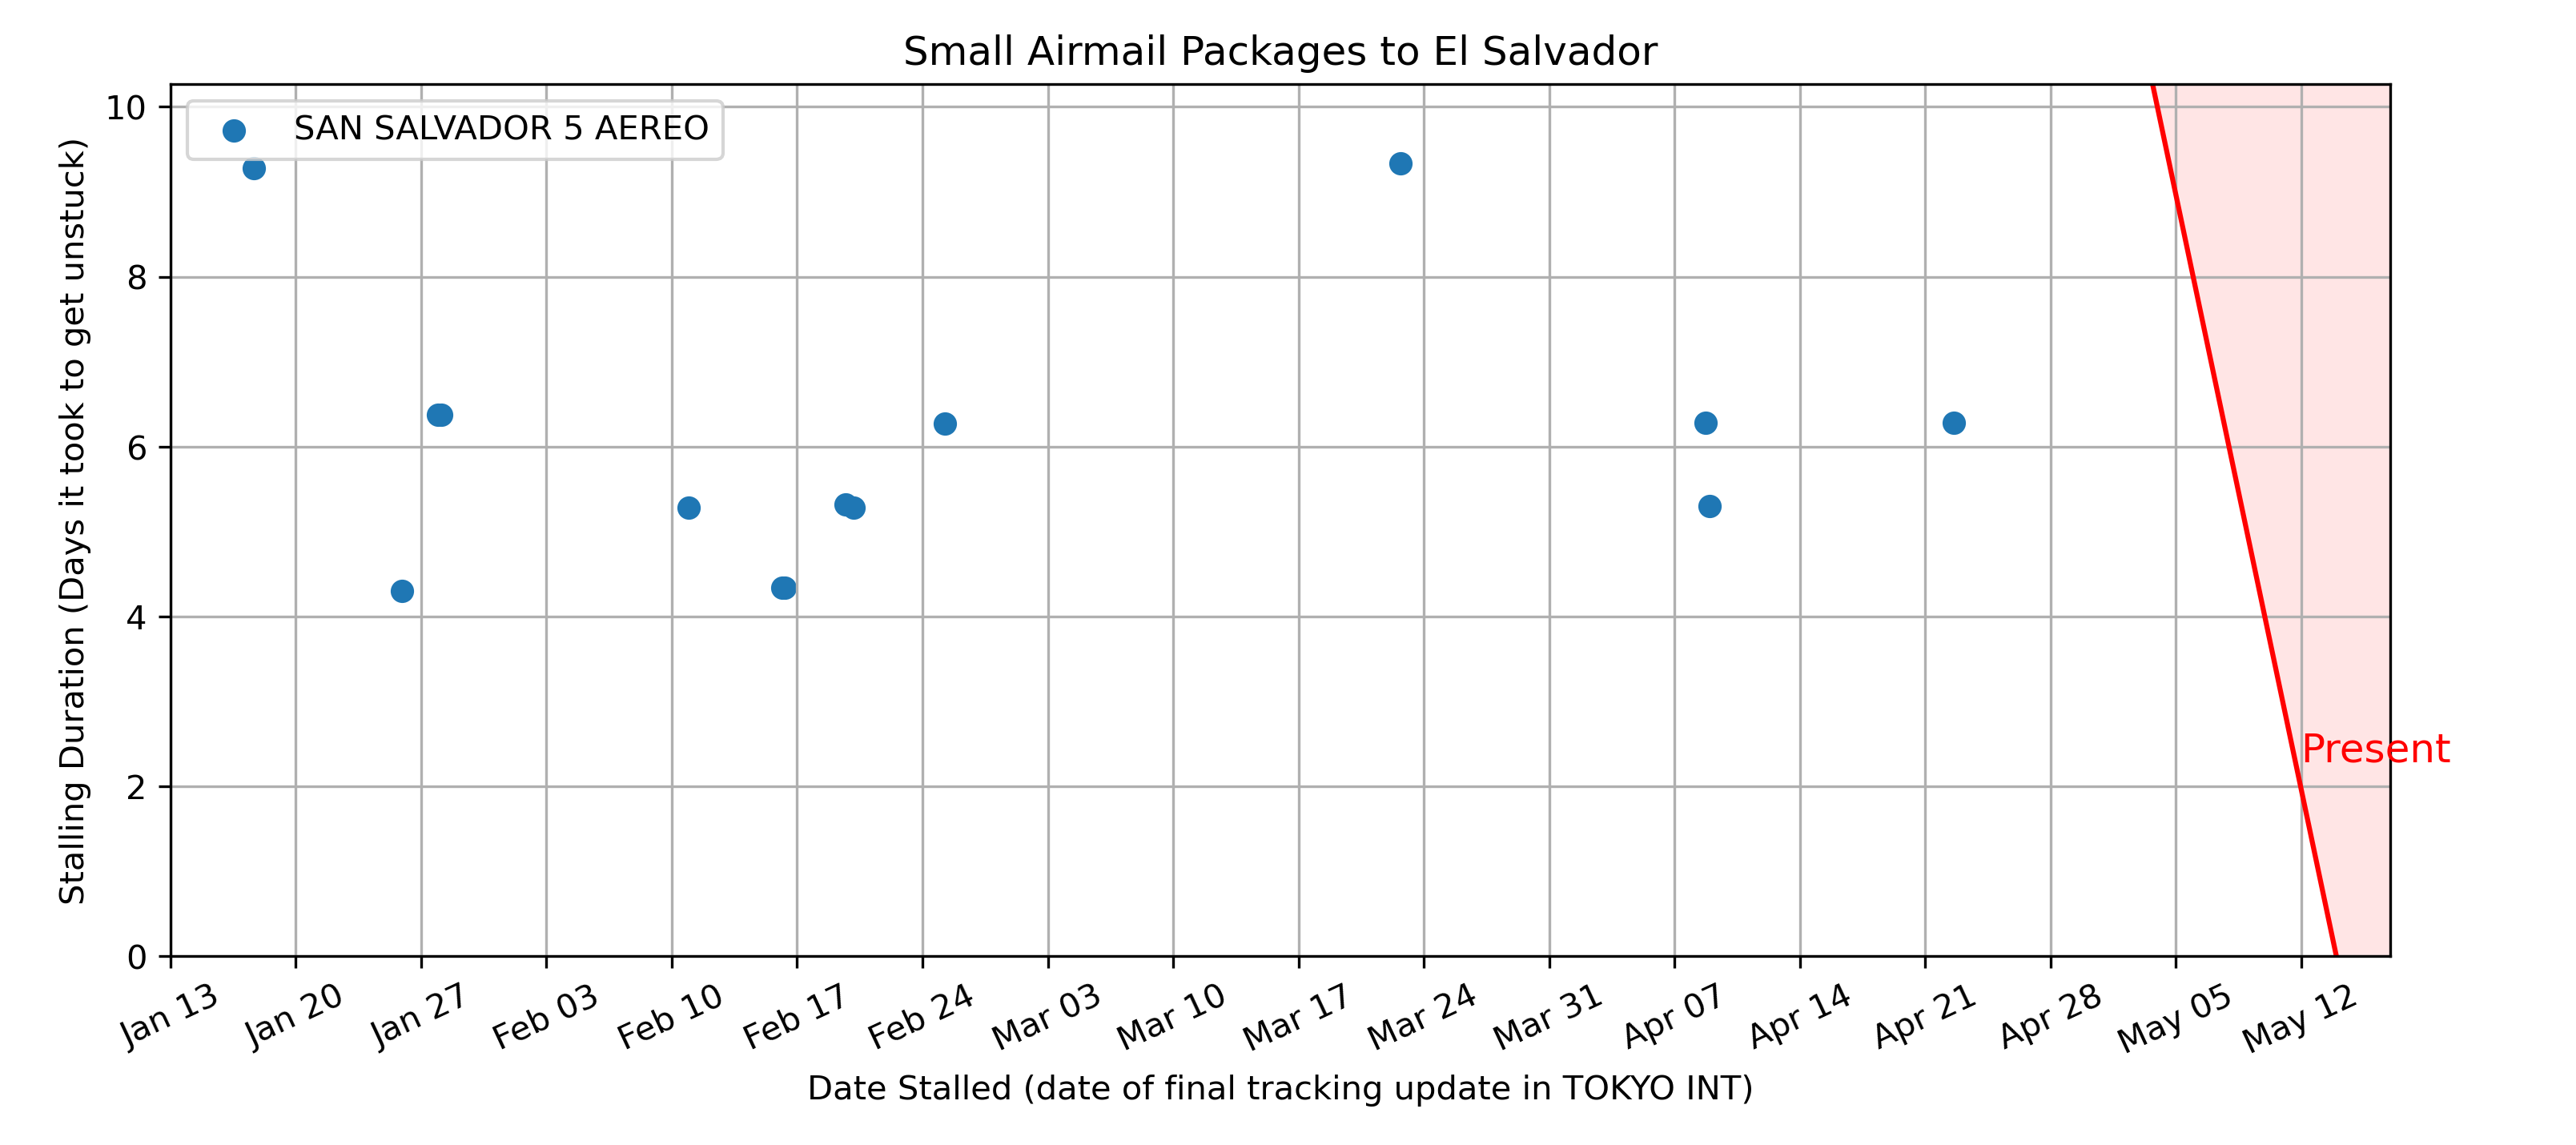 Small Airmail Packages to El Salvador
SAN SALVADOR 5 AEREO
Stalling Duration (Days it took to get unstuck)
10
8
6
4
2
0
Present
Jan 13
Jan 20
Jan 27
Feb 03
Feb 10
Feb 17
Feb 24
Mar 03
Mar 10
Mar 17
Mar 24
Mar 31
Apr 07
Apr 14
Apr 21
Apr 28
May 05
May 12
Date Stalled (date of final tracking update in TOKYO INT)